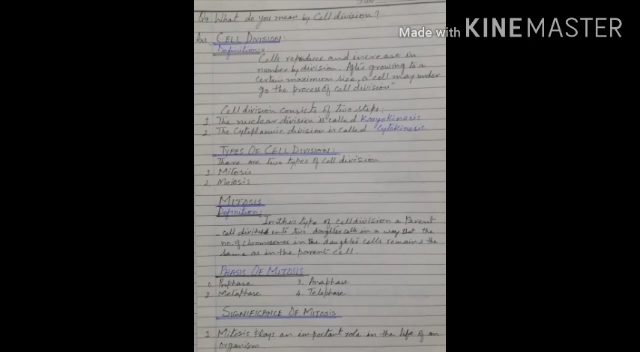 Q: What do you mean by Cell division?
Ans CELL DIVISION:
Definition:
Cells reproduce and increase in
number by division. After growing to a
certain maximum size, a cell may under
go the process of cell division"
Cell division consists of two steps.
1 The nuclear division is called Karyokinesis
2 The Cytoplasmic division is called "Cytokinesis
TYPES OF CELL DIVISION:
There are two types of cell division
1 Mitosis
2 Meiosis
MITOSIS
Definition:
In this type of cell division a Parent
cell divided into two daughter cells in a way that the
no. of chromosomes in the daughter cells remains the
same as in the parent cell.
PHASES OF MITOSIS
1. Prophase 3. Anaphase
2 Metaphase 4. Telophase
SIGNIFICANCE OF MITOSIS
1 Mitosis plays an important role in the life of an
organism
Made with KINEMASTER